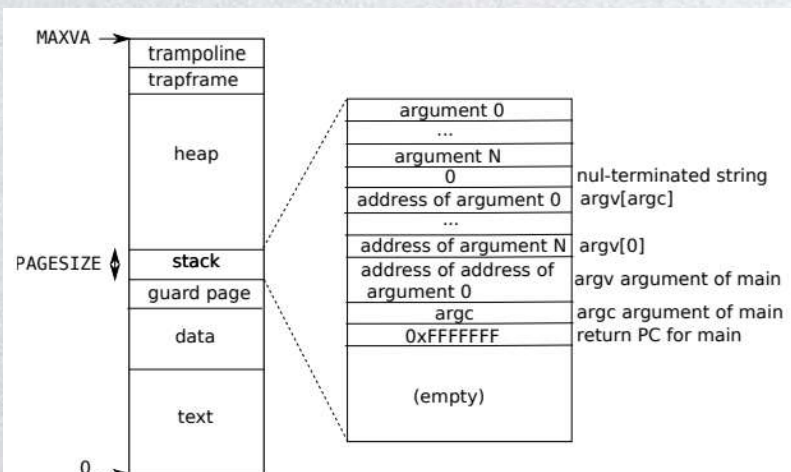 MAXVA
trampoline
trapframe
heap
PAGESIZE
stack
guard page
data
text
0
argument 0
...
argument N
0 nul-terminated string
address of argument 0 argv[argc]
...
address of argument N argv[0]
address of address of
argument 0 argv argument of main
argc argc argument of main
0xFFFFFFF return PC for main
(empty)